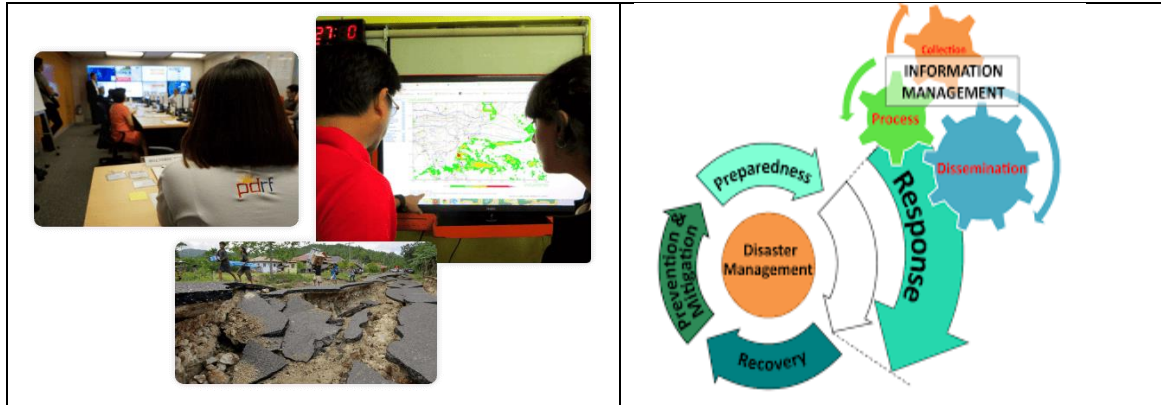 27: 0
pdrf
Collection
INFORMATION
MANAGEMENT
Process
Dissemination
Preparedness
Response
Disaster
Management
Prevention &
Mitigation
Recovery